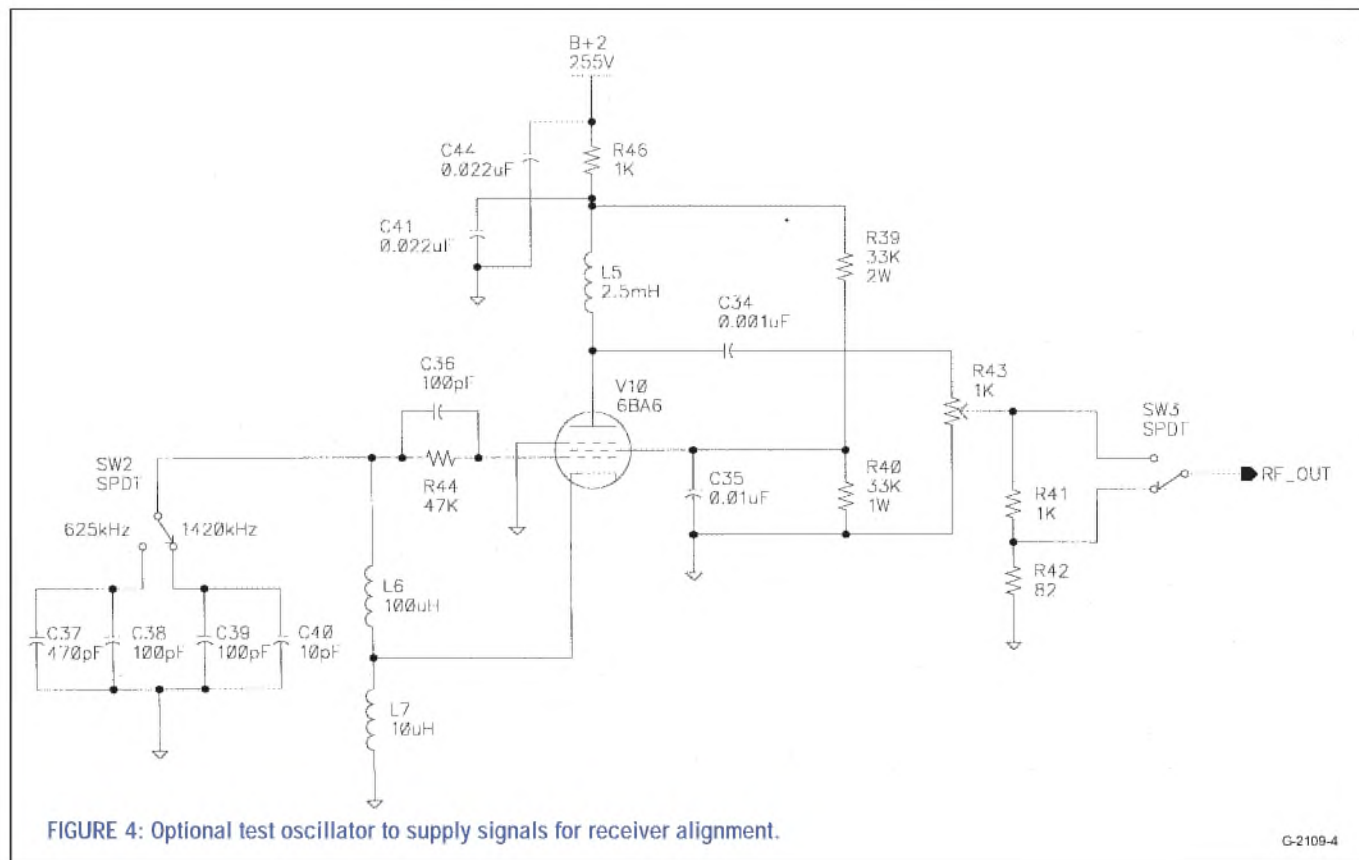 B+2
255V
C44
0.022uF
R46
1K
C41
0.022uF
R39
33K
2W
L5
2.5mH
C34
0.001uF
C36
100pF
V10
6BA6
R43
1K
SW3
SPDT
SW2
SPDT
R44
47K
C35
0.01uF
R40
33K
1W
RF_OUT
R41
1K
625kHz
1420kHz
R42
82
L6
100uH
C37
470pF
C38
100pF
C39
100pF
C40
10pF
L7
10uH
FIGURE 4: Optional test oscillator to supply signals for receiver alignment.
G-2109-4